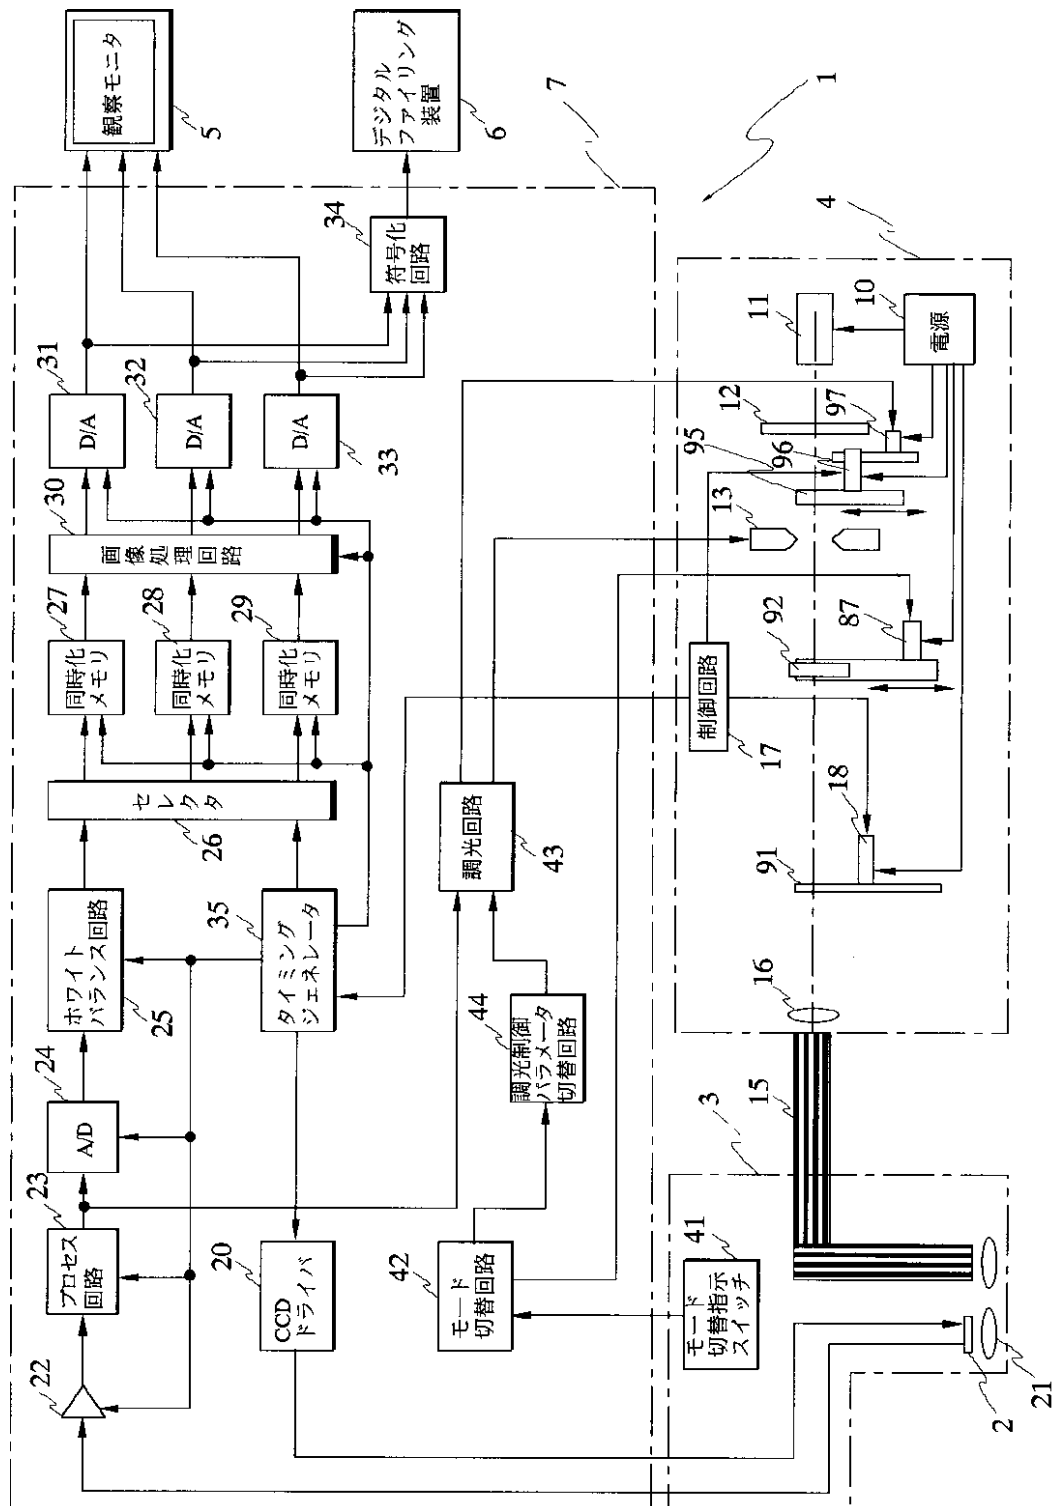 1
観察モニタ
5
デジタル
ファイリング
装置
6
7
符号化
回路
34
D/A
31
D/A
32
D/A
33
画像処理回路
30
同時化
メモリ
27
同時化
メモリ
28
同時化
メモリ
29
セレクタ
26
ホワイト
バランス回路
25
タイミング
ジェネレータ
35
A/D
24
プロセス
回路
23
22
CCD
ドライバ
20
調光回路
43
調光制御
パラメータ
切替回路
44
モード
切替回路
42
モード
切替指示
スイッチ
41
3
2
21
15
16
4
電源
10
11
12
97
96
95
13
92
87
制御回路
17
18
91